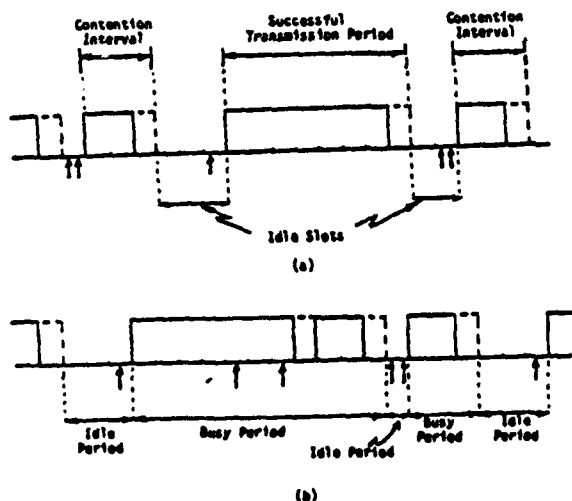 Contention
Interval
Successful
Transmission Period
Contention
Interval
Idle Slots
(a)
Idle
Period
Busy Period
Idle Period
Busy
Period
Idle
Period
(b)